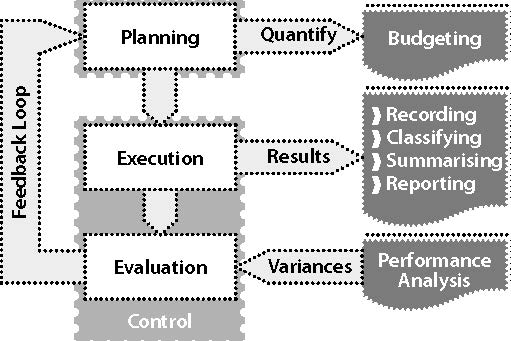 Planning
Quantify
Budgeting
Feedback Loop
Execution
Results
Recording
Classifying
Summarising
Reporting
Evaluation
Variances
Performance
Analysis
Control